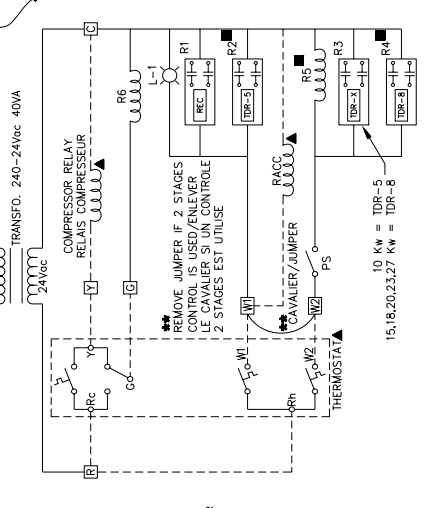 TRANSFO. 240-24Vac 40VA
24Vac
C
R1
R2
R3
R4
L-1
R6
R5
REC
TDR-5
TDR-X
TDR-8
COMPRESSOR RELAY
RELAIS COMPRESSEUR
RACC
10 Kw = TDR-5
15,18,20,23,27 Kw = TDR-8
** REMOVE JUMPER IF 2 STAGES
CONTROL IS USED/ENLEVER
LE CAVALIER SI UN CONTROLE
2 STAGES EST UTILISE
PS
Y
G
W1
** CAVALIER/JUMPER
W2
Y
G
W1
W2
Rc
Rh
THERMOSTAT
R